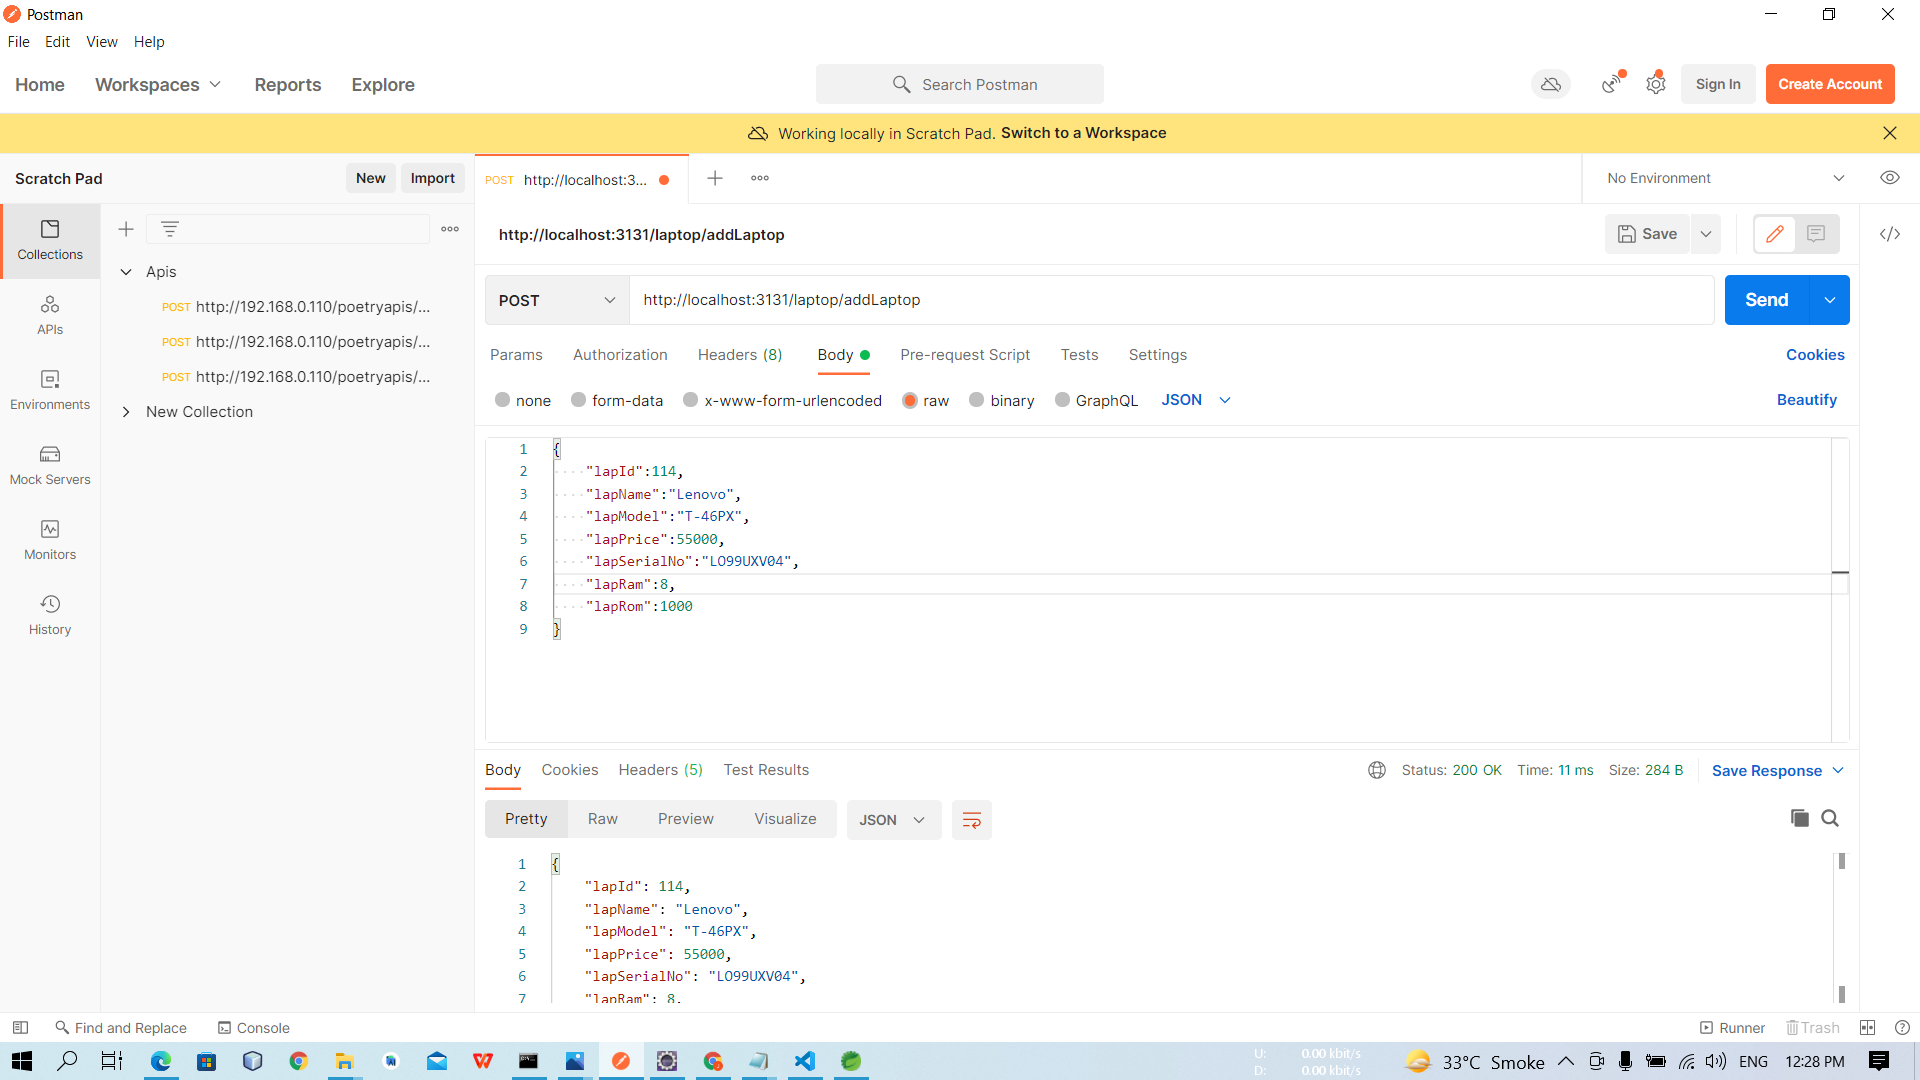 Postman
File Edit View Help
Home Workspaces Reports Explore
Search Postman
Sign In Create Account
Working locally in Scratch Pad. Switch to a Workspace
Scratch Pad New Import
POST http://localhost:3...
No Environment
Collections
APIs
Environments
Mock Servers
Monitors
History
Apis
POST http://192.168.0.110/poetryapis/...
POST http://192.168.0.110/poetryapis/...
POST http://192.168.0.110/poetryapis/...
New Collection
http://localhost:3131/laptop/addLaptop
Save
POST http://localhost:3131/laptop/addLaptop Send
Params Authorization Headers (8) Body Pre-request Script Tests Settings Cookies
none form-data x-www-form-urlencoded raw binary GraphQL JSON Beautify
1 {
2 "lapId":114,
3 "lapName":"Lenovo",
4 "lapModel":"T-46PX",
5 "lapPrice":55000,
6 "lapSerialNo":"LO99UXV04",
7 "lapRam":8,
8 "lapRom":1000
9 }
Body Cookies Headers (5) Test Results Status: 200 OK Time: 11 ms Size: 284 B Save Response
Pretty Raw Preview Visualize JSON
1 {
2 "lapId": 114,
3 "lapName": "Lenovo",
4 "lapModel": "T-46PX",
5 "lapPrice": 55000,
6 "lapSerialNo": "LO99UXV04",
7 "lapRam": 8,
Find and Replace Console Runner Trash
U: 0.00 kbit/s
D: 0.00 kbit/s
33°C Smoke ENG 12:28 PM